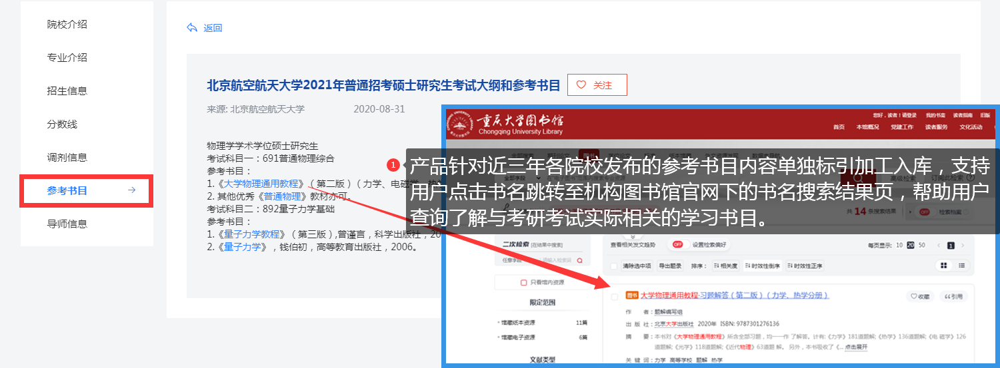 院校介绍
专业介绍
招生信息
分数线
调剂信息
参考书目
导师信息
返回
北京航空航天大学2021年普通招考硕士研究生考试大纲和参考书目
关注
来源: 北京航空航天大学 2020-08-31
物理学学术学位硕士研究生
考试科目一：691普通物理综合
参考书目：
1.《大学物理通用教程》（第二版）（力学、电磁学、热
2. 其他优秀《普通物理》教材亦可。
考试科目二：892量子力学基础
参考书目：
1.《量子力学教程》（第三版）,曾谨言，科学出版社，20
2.《量子力学》，钱伯初，高等教育出版社，2006。
1
产品针对近三年各院校发布的参考书目内容单独标引加工入库，支持
用户点击书名跳转至机构图书馆官网下的书名搜索结果页，帮助用户
查询了解与考研考试实际相关的学习书目。
重庆大学图书馆
Chongqing University Library
您好，读者！请登录 我的书斋 读者指南 旧版
首页 本馆概况 党建工作 读者服务 文化活动
高级检索 订阅此检索
共 14 条搜索结果
OFF 检索档案
二次检索 [在结果中搜索]
任意字段 请输入检索词
只看馆内资源
限定范围
馆藏纸本资源 11篇
馆藏电子资源 6篇
文献类型
查看相关发文趋势 OFF 设置检索偏好
每页显示: 10 20 50 1
清除选中项 导出题录 排序： 相关度 时效性倒序 时效性正序
图书 大学物理通用教程·习题解答（第二版）（力学、热学分册）
收藏 引用
作 者：题解编写组
出 版 社：北京大学出版社 2020年 ISBN: 9787301276136
摘 要：本书对《大学物理通用教程》所含全部习题，均一一作 了解答。计有:《力学》181道题解;《热学》136道题解;《电 磁学》126
道题解;《光学》118道题解;《近代物理》63道题 解。 另外，本书吸收了《... 点击展开
关 键 词：力学 高等学校 题解 热学